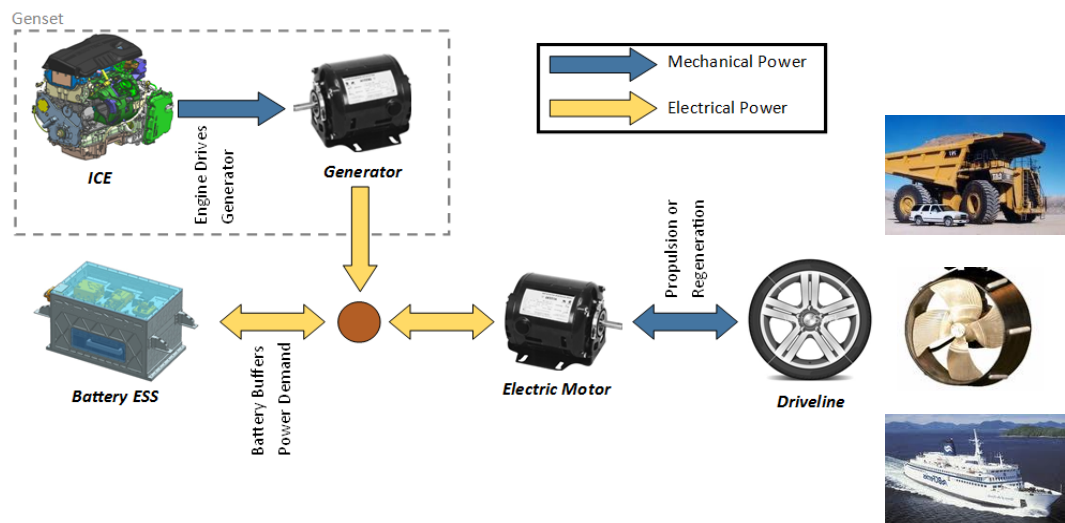 Genset
Mechanical Power
Electrical Power
ICE
Engine Drives
Generator
Generator
Propulsion or
Regeneration
Battery ESS
Battery Buffers
Power Demand
Electric Motor
Driveline